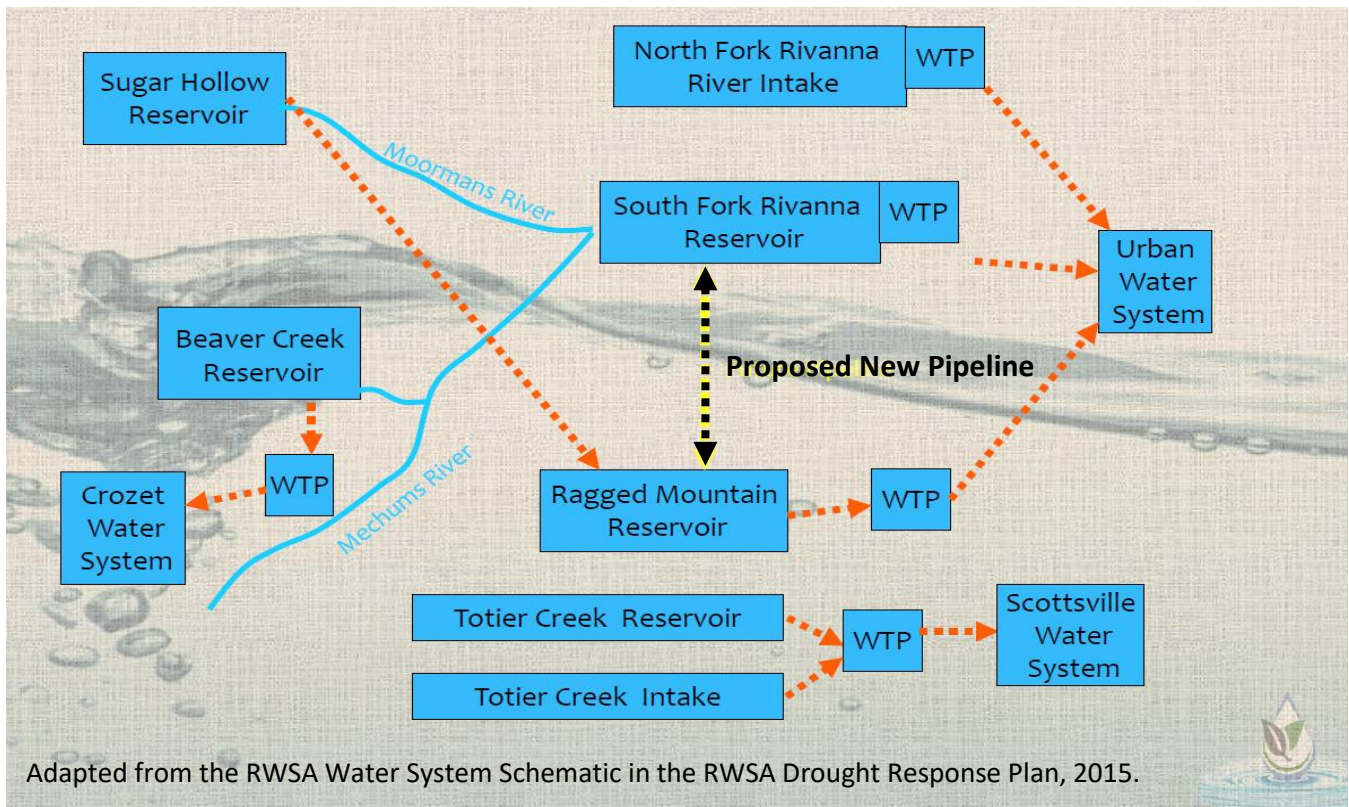 Sugar Hollow
Reservoir
North Fork Rivanna
River Intake
WTP
Moormans River
South Fork Rivanna
Reservoir
WTP
Urban
Water
System
Beaver Creek
Reservoir
Proposed New Pipeline
WTP
Crozet
Water
System
Mechums River
Ragged Mountain
Reservoir
WTP
Totier Creek Reservoir
Totier Creek Intake
WTP
Scottsville
Water
System
Adapted from the RWSA Water System Schematic in the RWSA Drought Response Plan, 2015.